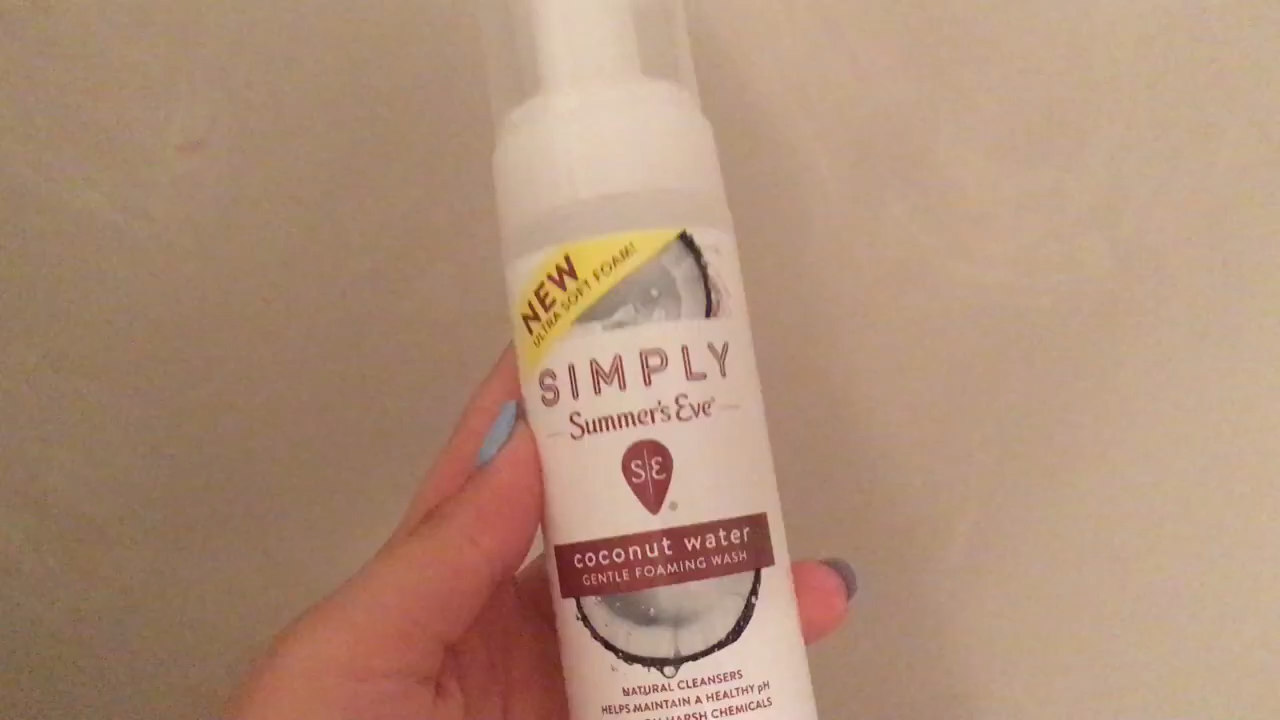 NEW
ULTRA SOFT FOAM!
SIMPLY
Summer's Eve®
S|E®
coconut water
GENTLE FOAMING WASH
NATURAL CLEANSERS
HELPS MAINTAIN A HEALTHY pH
HARSH CHEMICALS